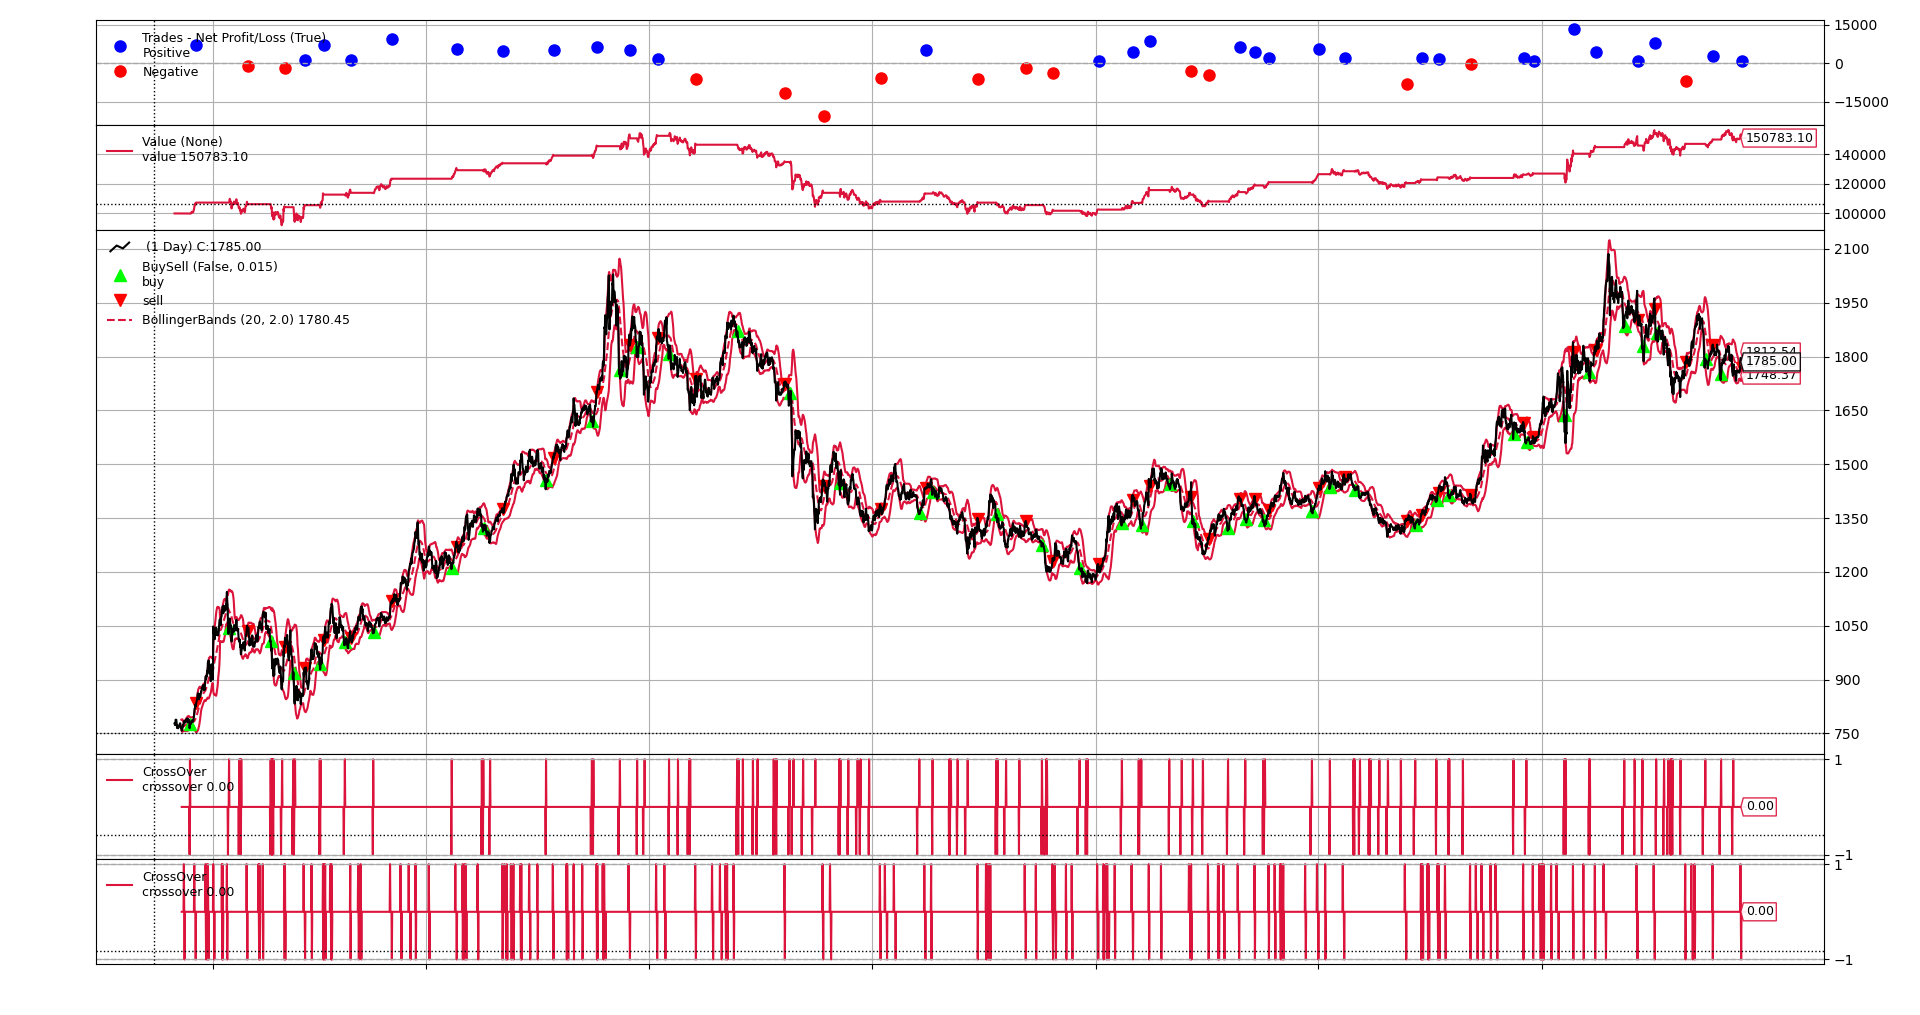 Trades - Net Profit/Loss (True)
Positive
Negative
15000
0
−15000
Value (None)
value 150783.10
150783.10
140000
120000
100000
(1 Day) C:1785.00
BuySell (False, 0.015)
buy
sell
BollingerBands (20, 2.0) 1780.45
2100
1950
1800
1650
1500
1350
1200
1050
900
750
1812.54
1785.00
1748.37
CrossOver
crossover 0.00
1
0.00
−1
CrossOver
crossover 0.00
1
0.00
−1